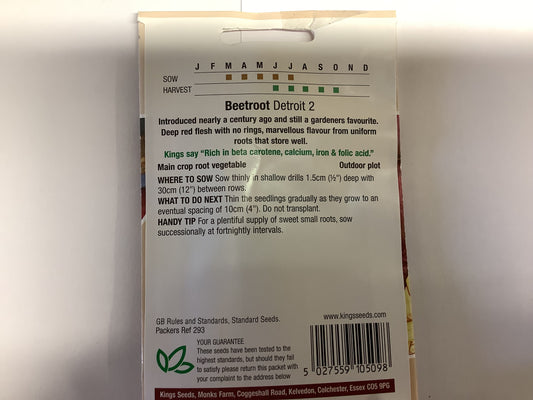 J F M A M J J A S O N D
SOW
HARVEST
Beetroot Detroit 2
Introduced nearly a century ago and still a gardeners favourite.
Deep red flesh with no rings, marvellous flavour from uniform
roots that store well.
Kings say “Rich in beta carotene, calcium, iron & folic acid.”
Main crop root vegetable Outdoor plot
WHERE TO SOW Sow thinly in shallow drills 1.5cm (½”) deep with
30cm (12”) between rows.
WHAT TO DO NEXT Thin the seedlings gradually as they grow to an
eventual spacing of 10cm (4”). Do not transplant.
HANDY TIP For a plentiful supply of sweet small roots, sow
successionally at fortnightly intervals.
www.kingsseeds.com
GB Rules and Standards, Standard Seeds.
Packers Ref 293
YOUR GUARANTEE
These seeds have been tested to the
highest standards, but should they fail
to satisfy please return this packet with
your complaint to the address below
5 027559 105098
Kings Seeds, Monks Farm, Coggeshall Road, Kelvedon, Colchester, Essex CO5 9PG